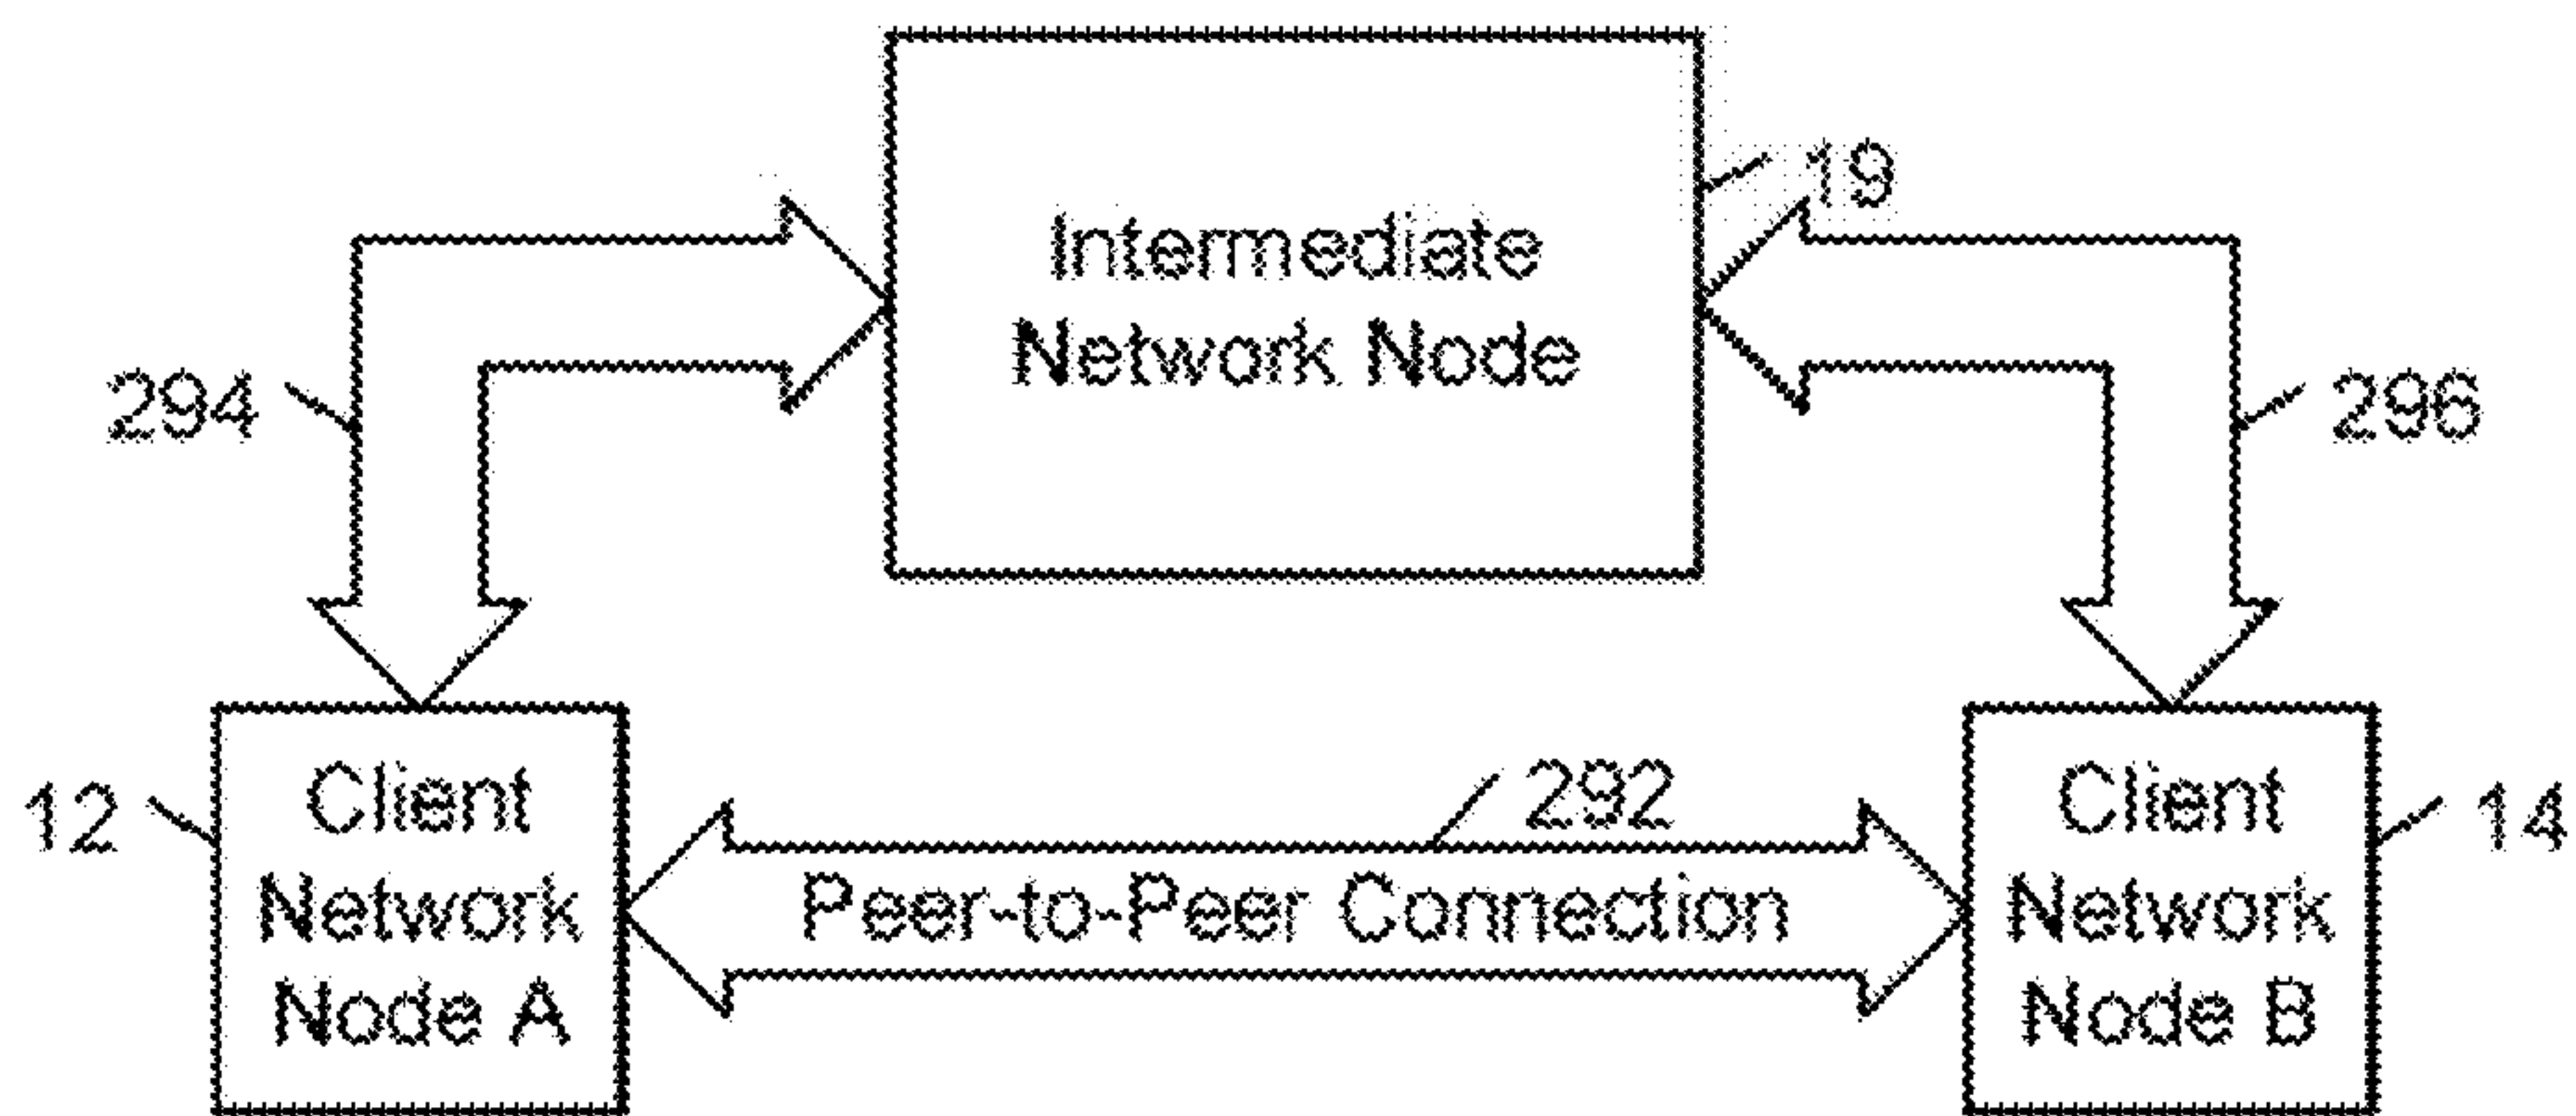 19
Intermediate
Network Node
294
296
12
Client
Network
Node A
292
Peer-to-Peer Connection
Client
Network
Node B
14